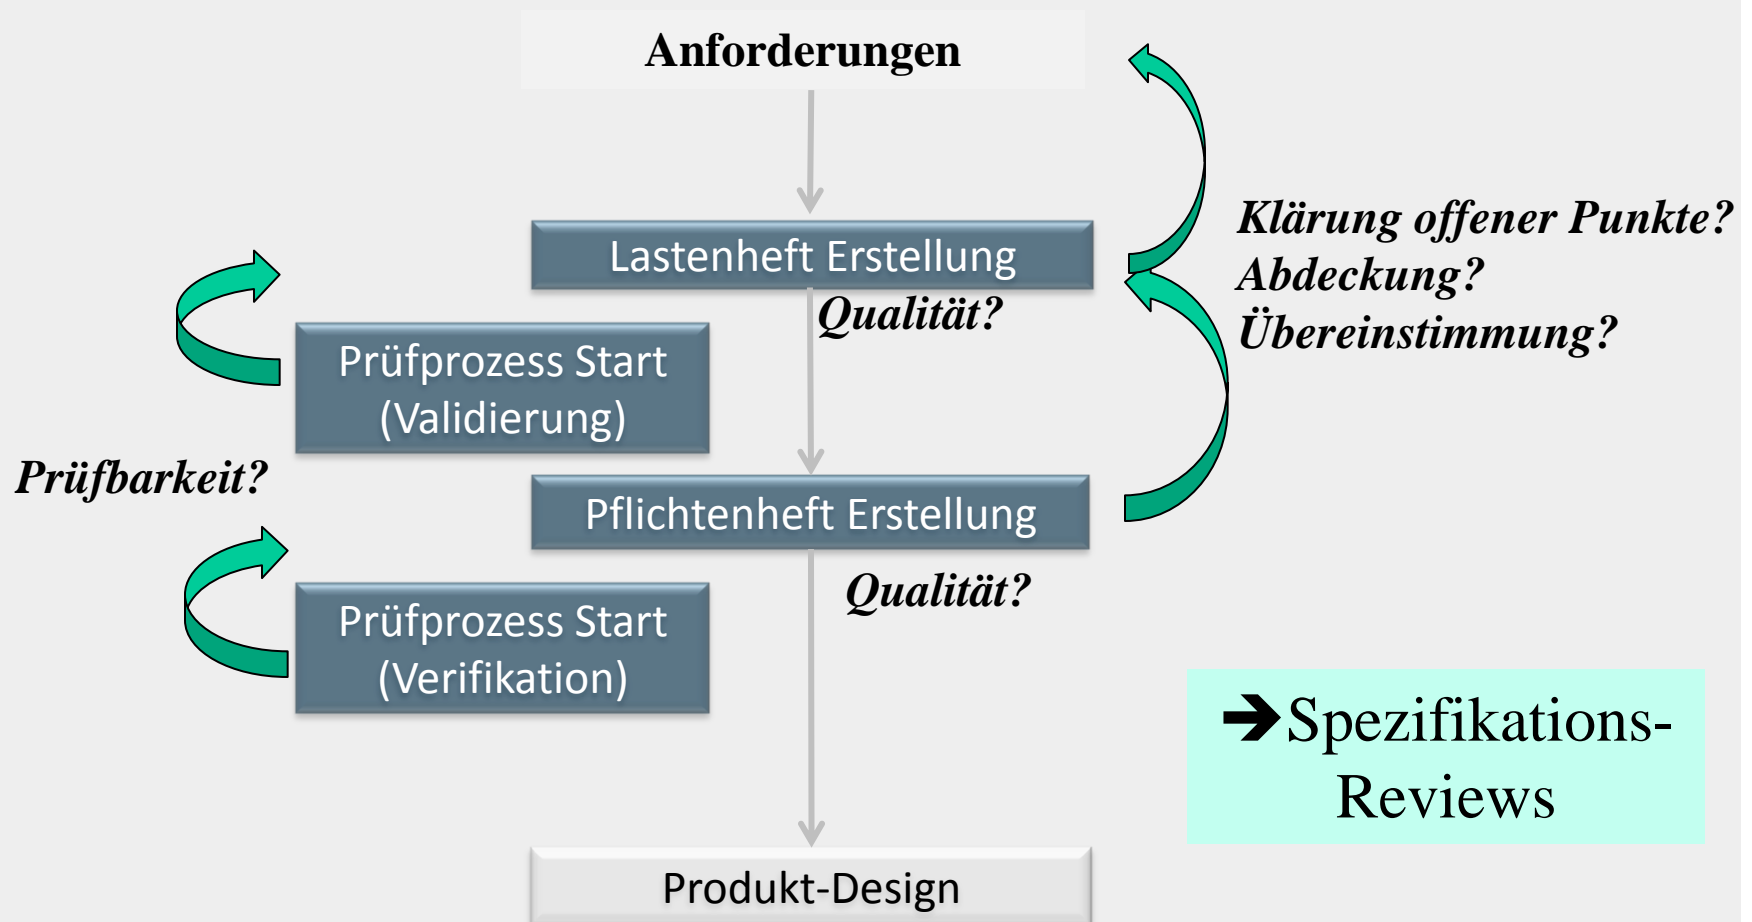 Anforderungen
Lastenheft Erstellung
Qualität?
Klärung offener Punkte?
Abdeckung?
Übereinstimmung?
Prüfprozess Start
(Validierung)
Prüfbarkeit?
Pflichtenheft Erstellung
Qualität?
Prüfprozess Start
(Verifikation)
➔Spezifikations-
Reviews
Produkt-Design